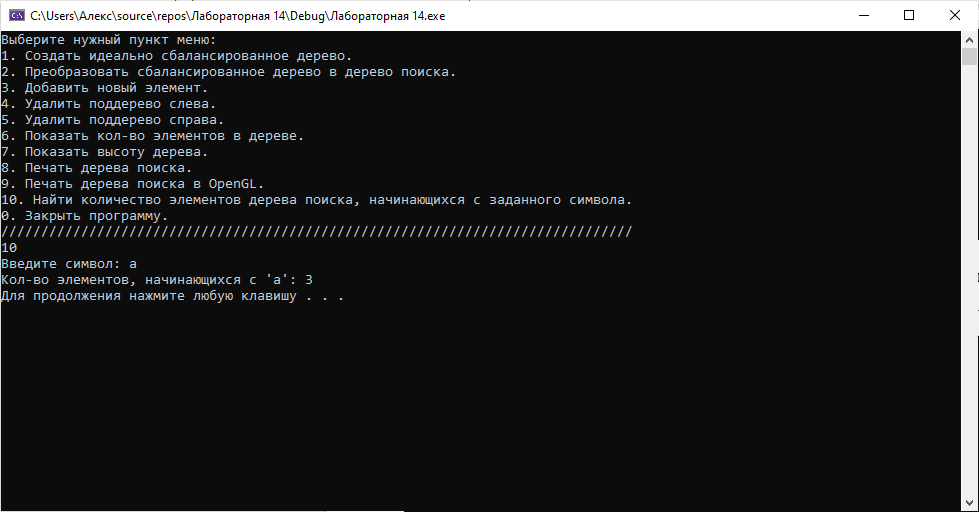 C:\Users\Алекс\source\repos\Лабораторная 14\Debug\Лабораторная 14.exe
Выберите нужный пункт меню:
1. Создать идеально сбалансированное дерево.
2. Преобразовать сбалансированное дерево в дерево поиска.
3. Добавить новый элемент.
4. Удалить поддерево слева.
5. Удалить поддерево справа.
6. Показать кол-во элементов в дереве.
7. Показать высоту дерева.
8. Печать дерева поиска.
9. Печать дерева поиска в OpenGL.
10. Найти количество элементов дерева поиска, начинающихся с заданного символа.
0. Закрыть программу.
///////////////////////////////////////////////////////////////////////////////
10
Введите символ: a
Кол-во элементов, начинающихся с 'a': 3
Для продолжения нажмите любую клавишу . . .